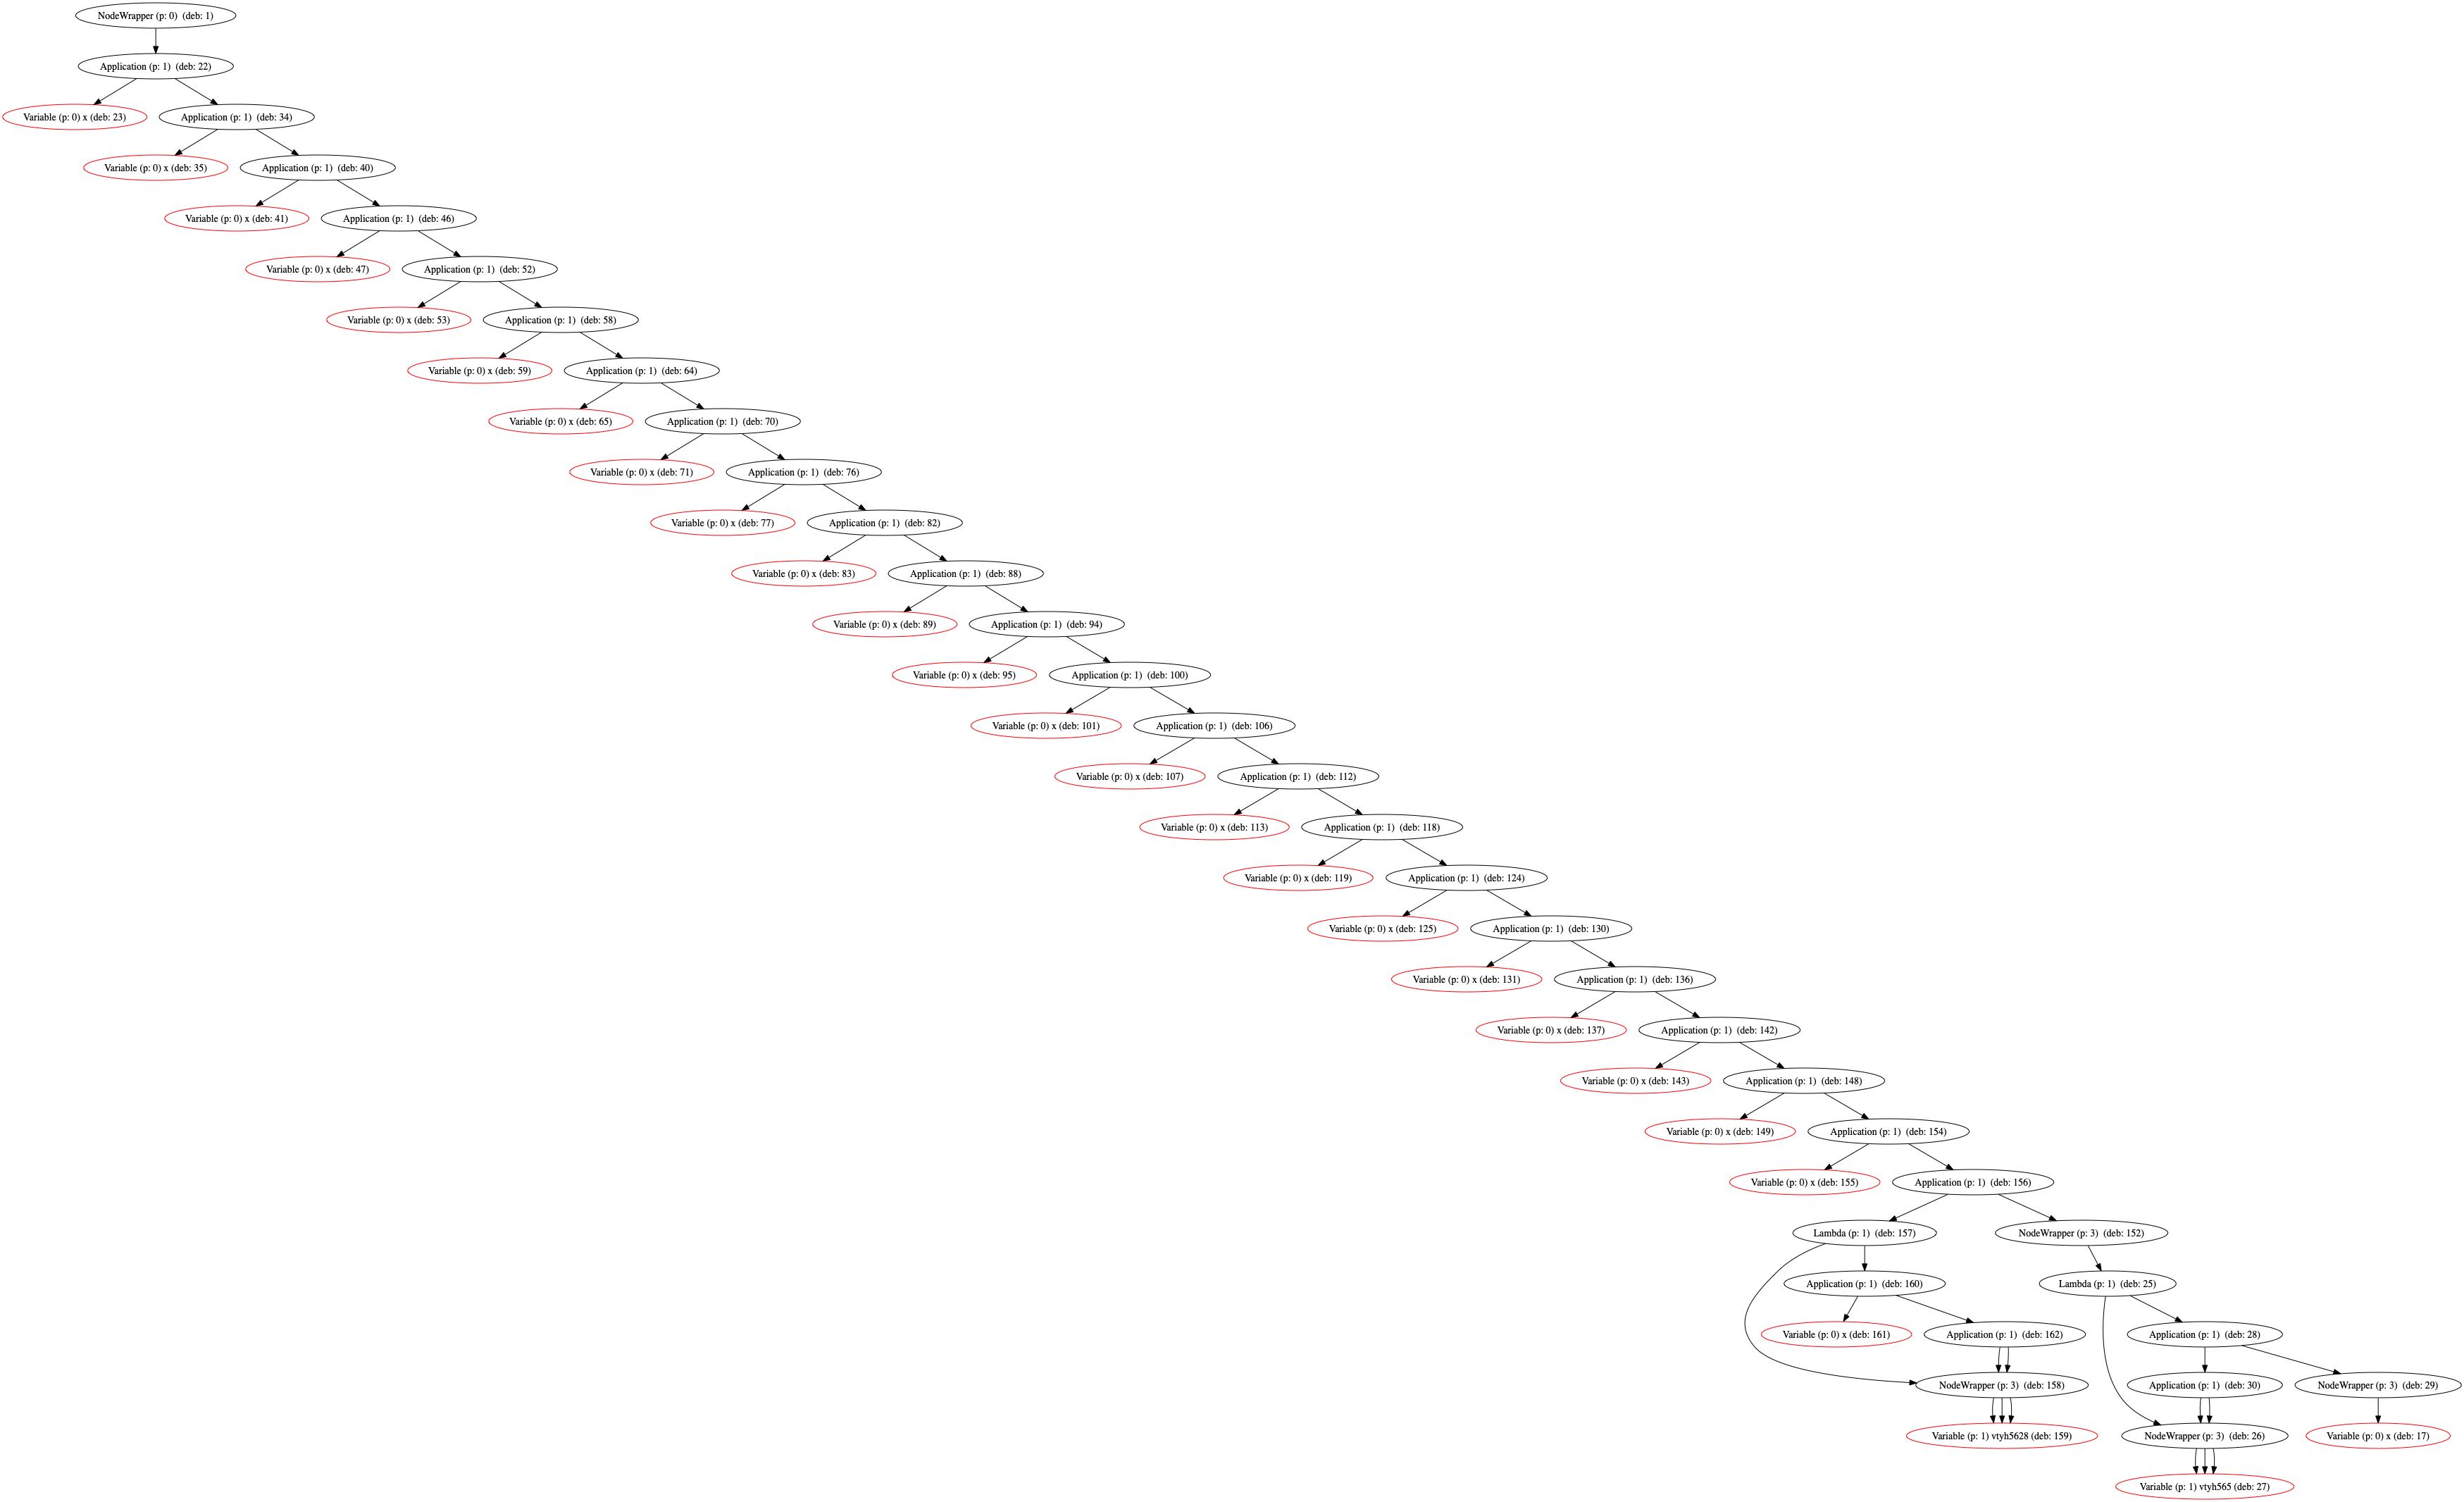 NodeWrapper (p: 0) (deb: 1)
Application (p: 1) (deb: 22)
Variable (p: 0) x (deb: 23)
Application (p: 1) (deb: 34)
Variable (p: 0) x (deb: 35)
Application (p: 1) (deb: 40)
Variable (p: 0) x (deb: 41)
Application (p: 1) (deb: 46)
Variable (p: 0) x (deb: 47)
Application (p: 1) (deb: 52)
Variable (p: 0) x (deb: 53)
Application (p: 1) (deb: 58)
Variable (p: 0) x (deb: 59)
Application (p: 1) (deb: 64)
Variable (p: 0) x (deb: 65)
Application (p: 1) (deb: 70)
Variable (p: 0) x (deb: 71)
Application (p: 1) (deb: 76)
Variable (p: 0) x (deb: 77)
Application (p: 1) (deb: 82)
Variable (p: 0) x (deb: 83)
Application (p: 1) (deb: 88)
Variable (p: 0) x (deb: 89)
Application (p: 1) (deb: 94)
Variable (p: 0) x (deb: 95)
Application (p: 1) (deb: 100)
Variable (p: 0) x (deb: 101)
Application (p: 1) (deb: 106)
Variable (p: 0) x (deb: 107)
Application (p: 1) (deb: 112)
Variable (p: 0) x (deb: 113)
Application (p: 1) (deb: 118)
Variable (p: 0) x (deb: 119)
Application (p: 1) (deb: 124)
Variable (p: 0) x (deb: 125)
Application (p: 1) (deb: 130)
Variable (p: 0) x (deb: 131)
Application (p: 1) (deb: 136)
Variable (p: 0) x (deb: 137)
Application (p: 1) (deb: 142)
Variable (p: 0) x (deb: 143)
Application (p: 1) (deb: 148)
Variable (p: 0) x (deb: 149)
Application (p: 1) (deb: 154)
Variable (p: 0) x (deb: 155)
Application (p: 1) (deb: 156)
Lambda (p: 1) (deb: 157)
NodeWrapper (p: 3) (deb: 152)
Application (p: 1) (deb: 160)
Lambda (p: 1) (deb: 25)
Variable (p: 0) x (deb: 161)
Application (p: 1) (deb: 162)
Application (p: 1) (deb: 28)
NodeWrapper (p: 3) (deb: 158)
Application (p: 1) (deb: 30)
NodeWrapper (p: 3) (deb: 29)
Variable (p: 1) vtyh5628 (deb: 159)
NodeWrapper (p: 3) (deb: 26)
Variable (p: 0) x (deb: 17)
Variable (p: 1) vtyh565 (deb: 27)